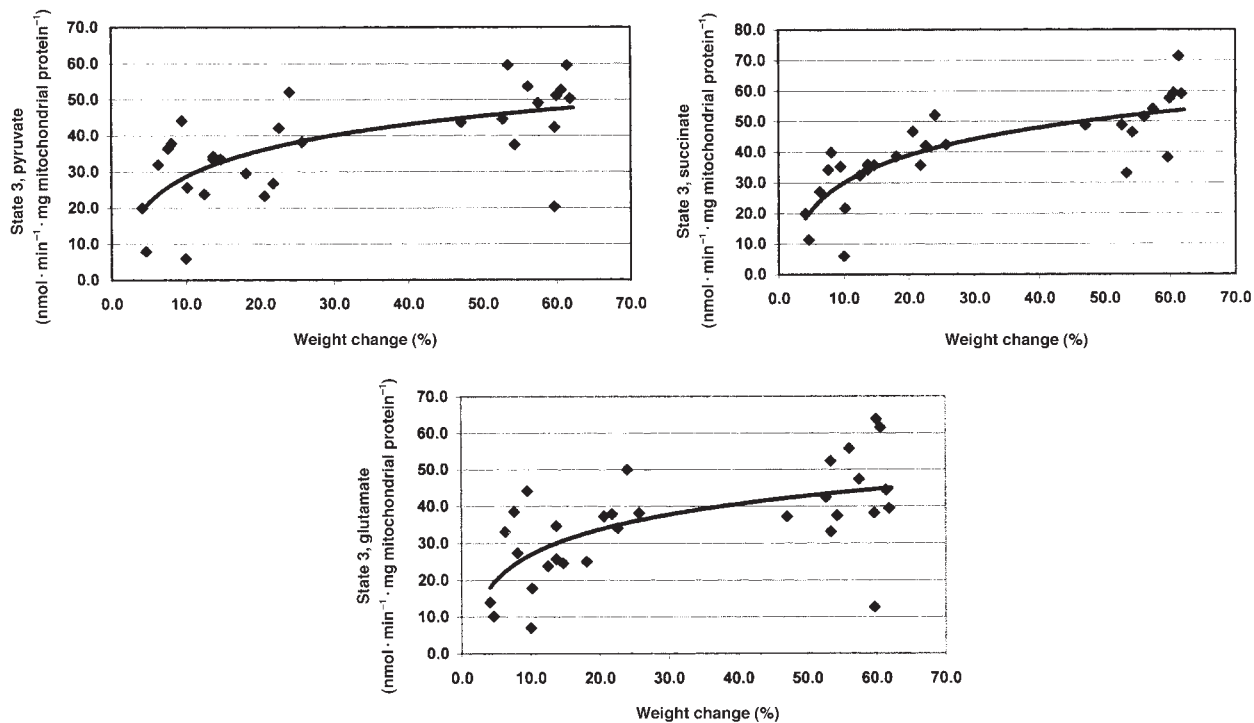 State 3, pyruvate
(nmol · min⁻¹ · mg mitochondrial protein⁻¹)
70.0
60.0
50.0
40.0
30.0
20.0
10.0
0.0
0.0 10.0 20.0 30.0 40.0 50.0 60.0 70.0
Weight change (%)
State 3, succinate
(nmol · min⁻¹ · mg mitochondrial protein⁻¹)
80.0
70.0
60.0
50.0
40.0
30.0
20.0
10.0
0.0
0.0 10.0 20.0 30.0 40.0 50.0 60.0 70.0
Weight change (%)
State 3, glutamate
(nmol · min⁻¹ · mg mitochondrial protein⁻¹)
70.0
60.0
50.0
40.0
30.0
20.0
10.0
0.0
0.0 10.0 20.0 30.0 40.0 50.0 60.0 70.0
Weight change (%)